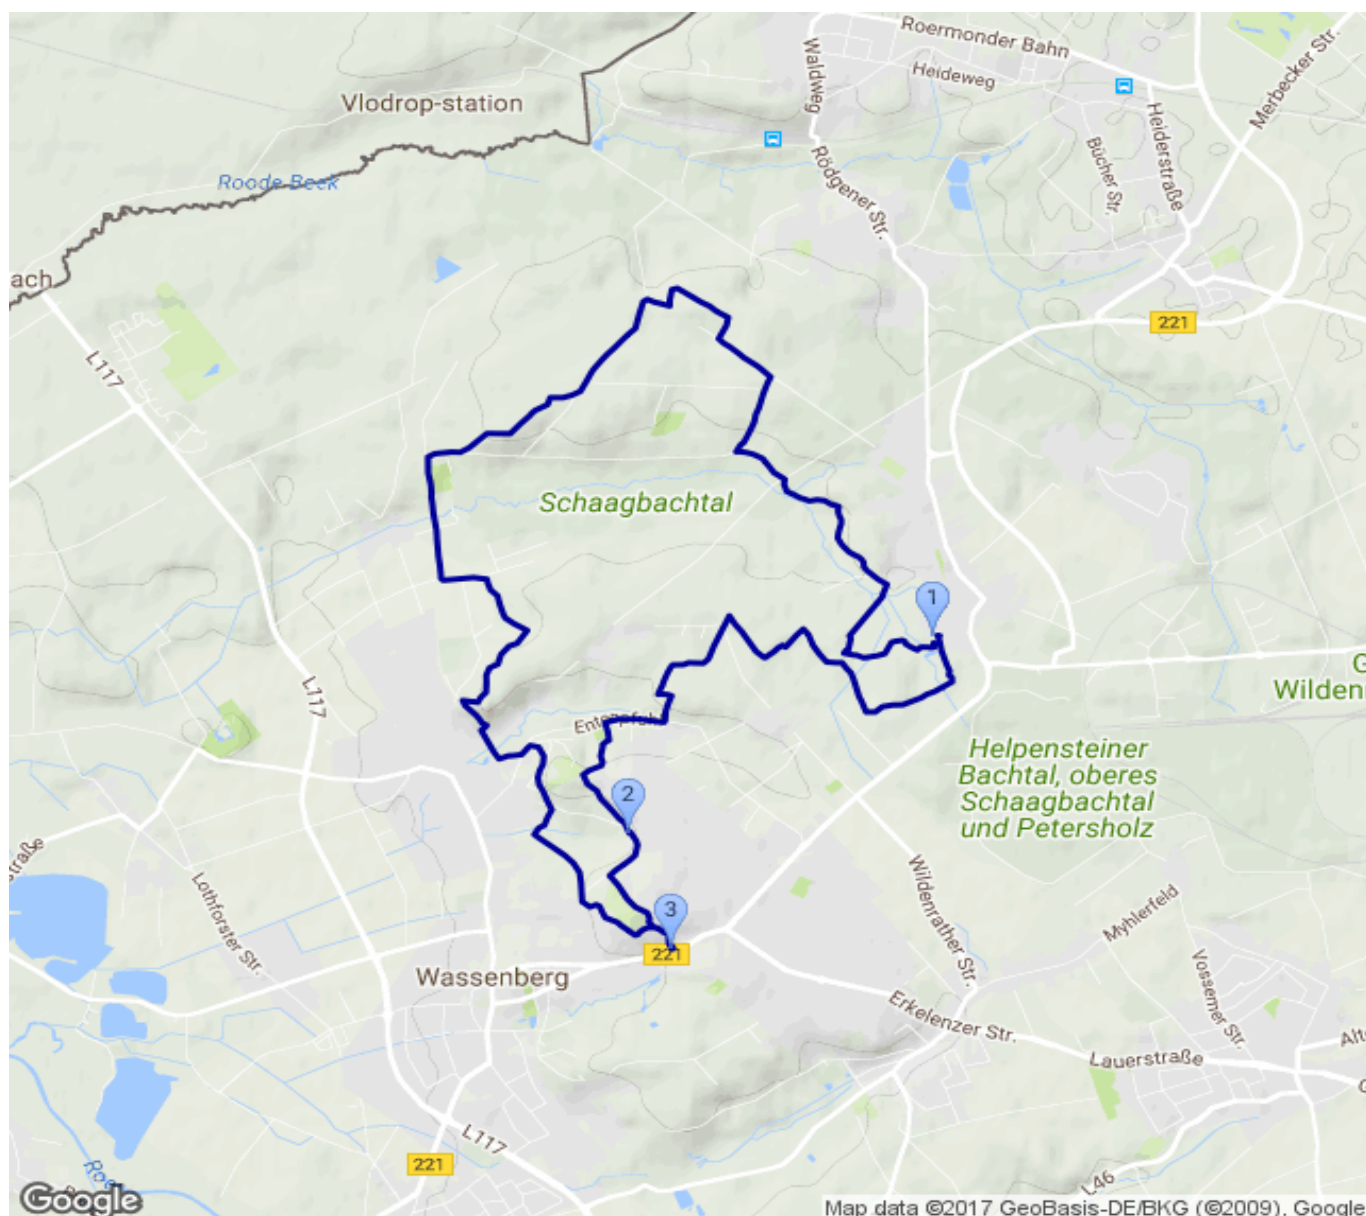 Roermonder Bahn
Heideweg
Waldweg
Merbecker Str.
Vlodrop-station
Heiderstraße
Bücher Str.
Rödgener Str.
Roode Beek
ach
221
L117
Schaagbachtal
1
G
Wildenr
L117
Entenpfuhl
Helpensteiner
Bachtal, oberes
Schaagbachtal
und Petersholz
2
straße
Lothforster Str.
Wildenrather Str.
Myhlerfeld
3
221
Vossemer Str.
Wassenberg
Erkelenzer Str.
Lauerstraße
Alt
G
L117
221
L46
Google
Map data ©2017 GeoBasis-DE/BKG (©2009), Google